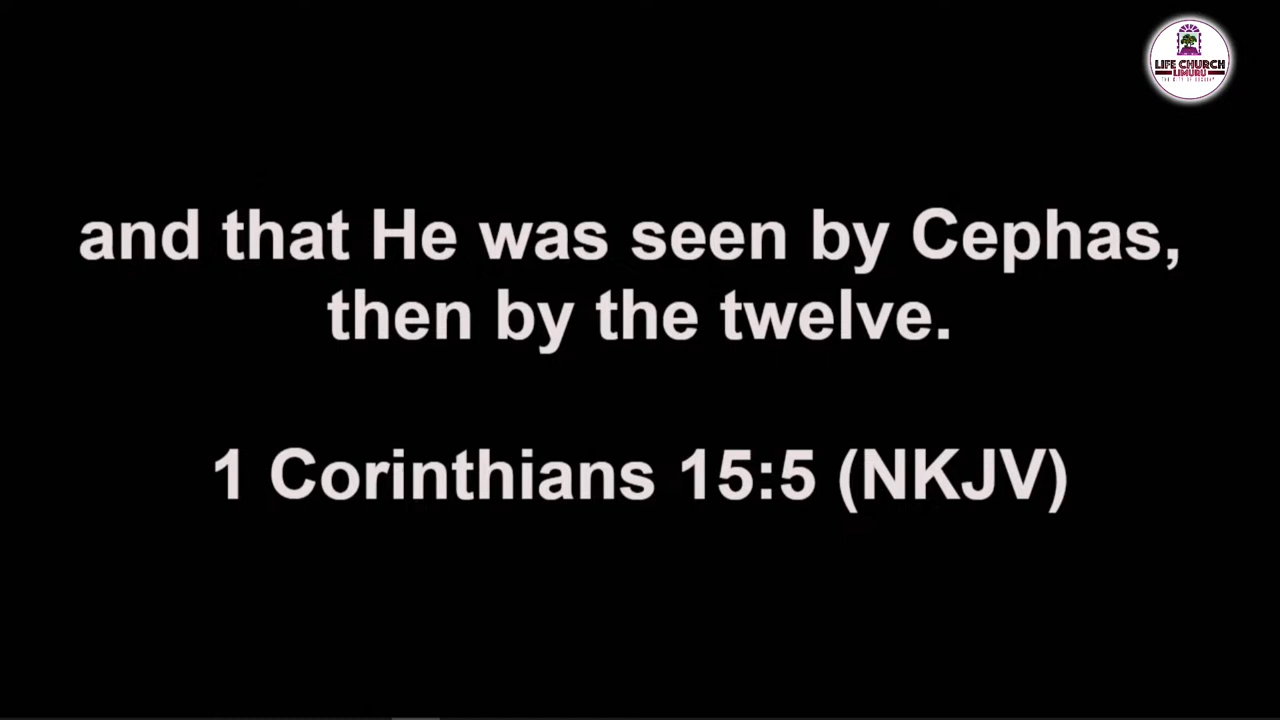 LIFE CHURCH
LIMURU
and that He was seen by Cephas,
then by the twelve.
1 Corinthians 15:5 (NKJV)